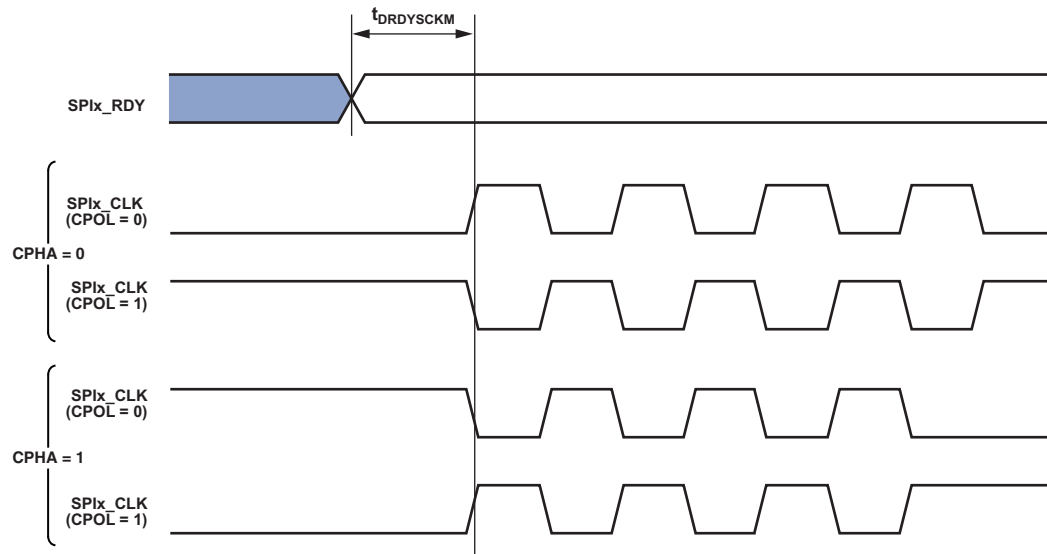 tDRDYSCKM
SPIx_RDY
SPIx_CLK
(CPOL = 0)
CPHA = 0
SPIx_CLK
(CPOL = 1)
SPIx_CLK
(CPOL = 0)
CPHA = 1
SPIx_CLK
(CPOL = 1)